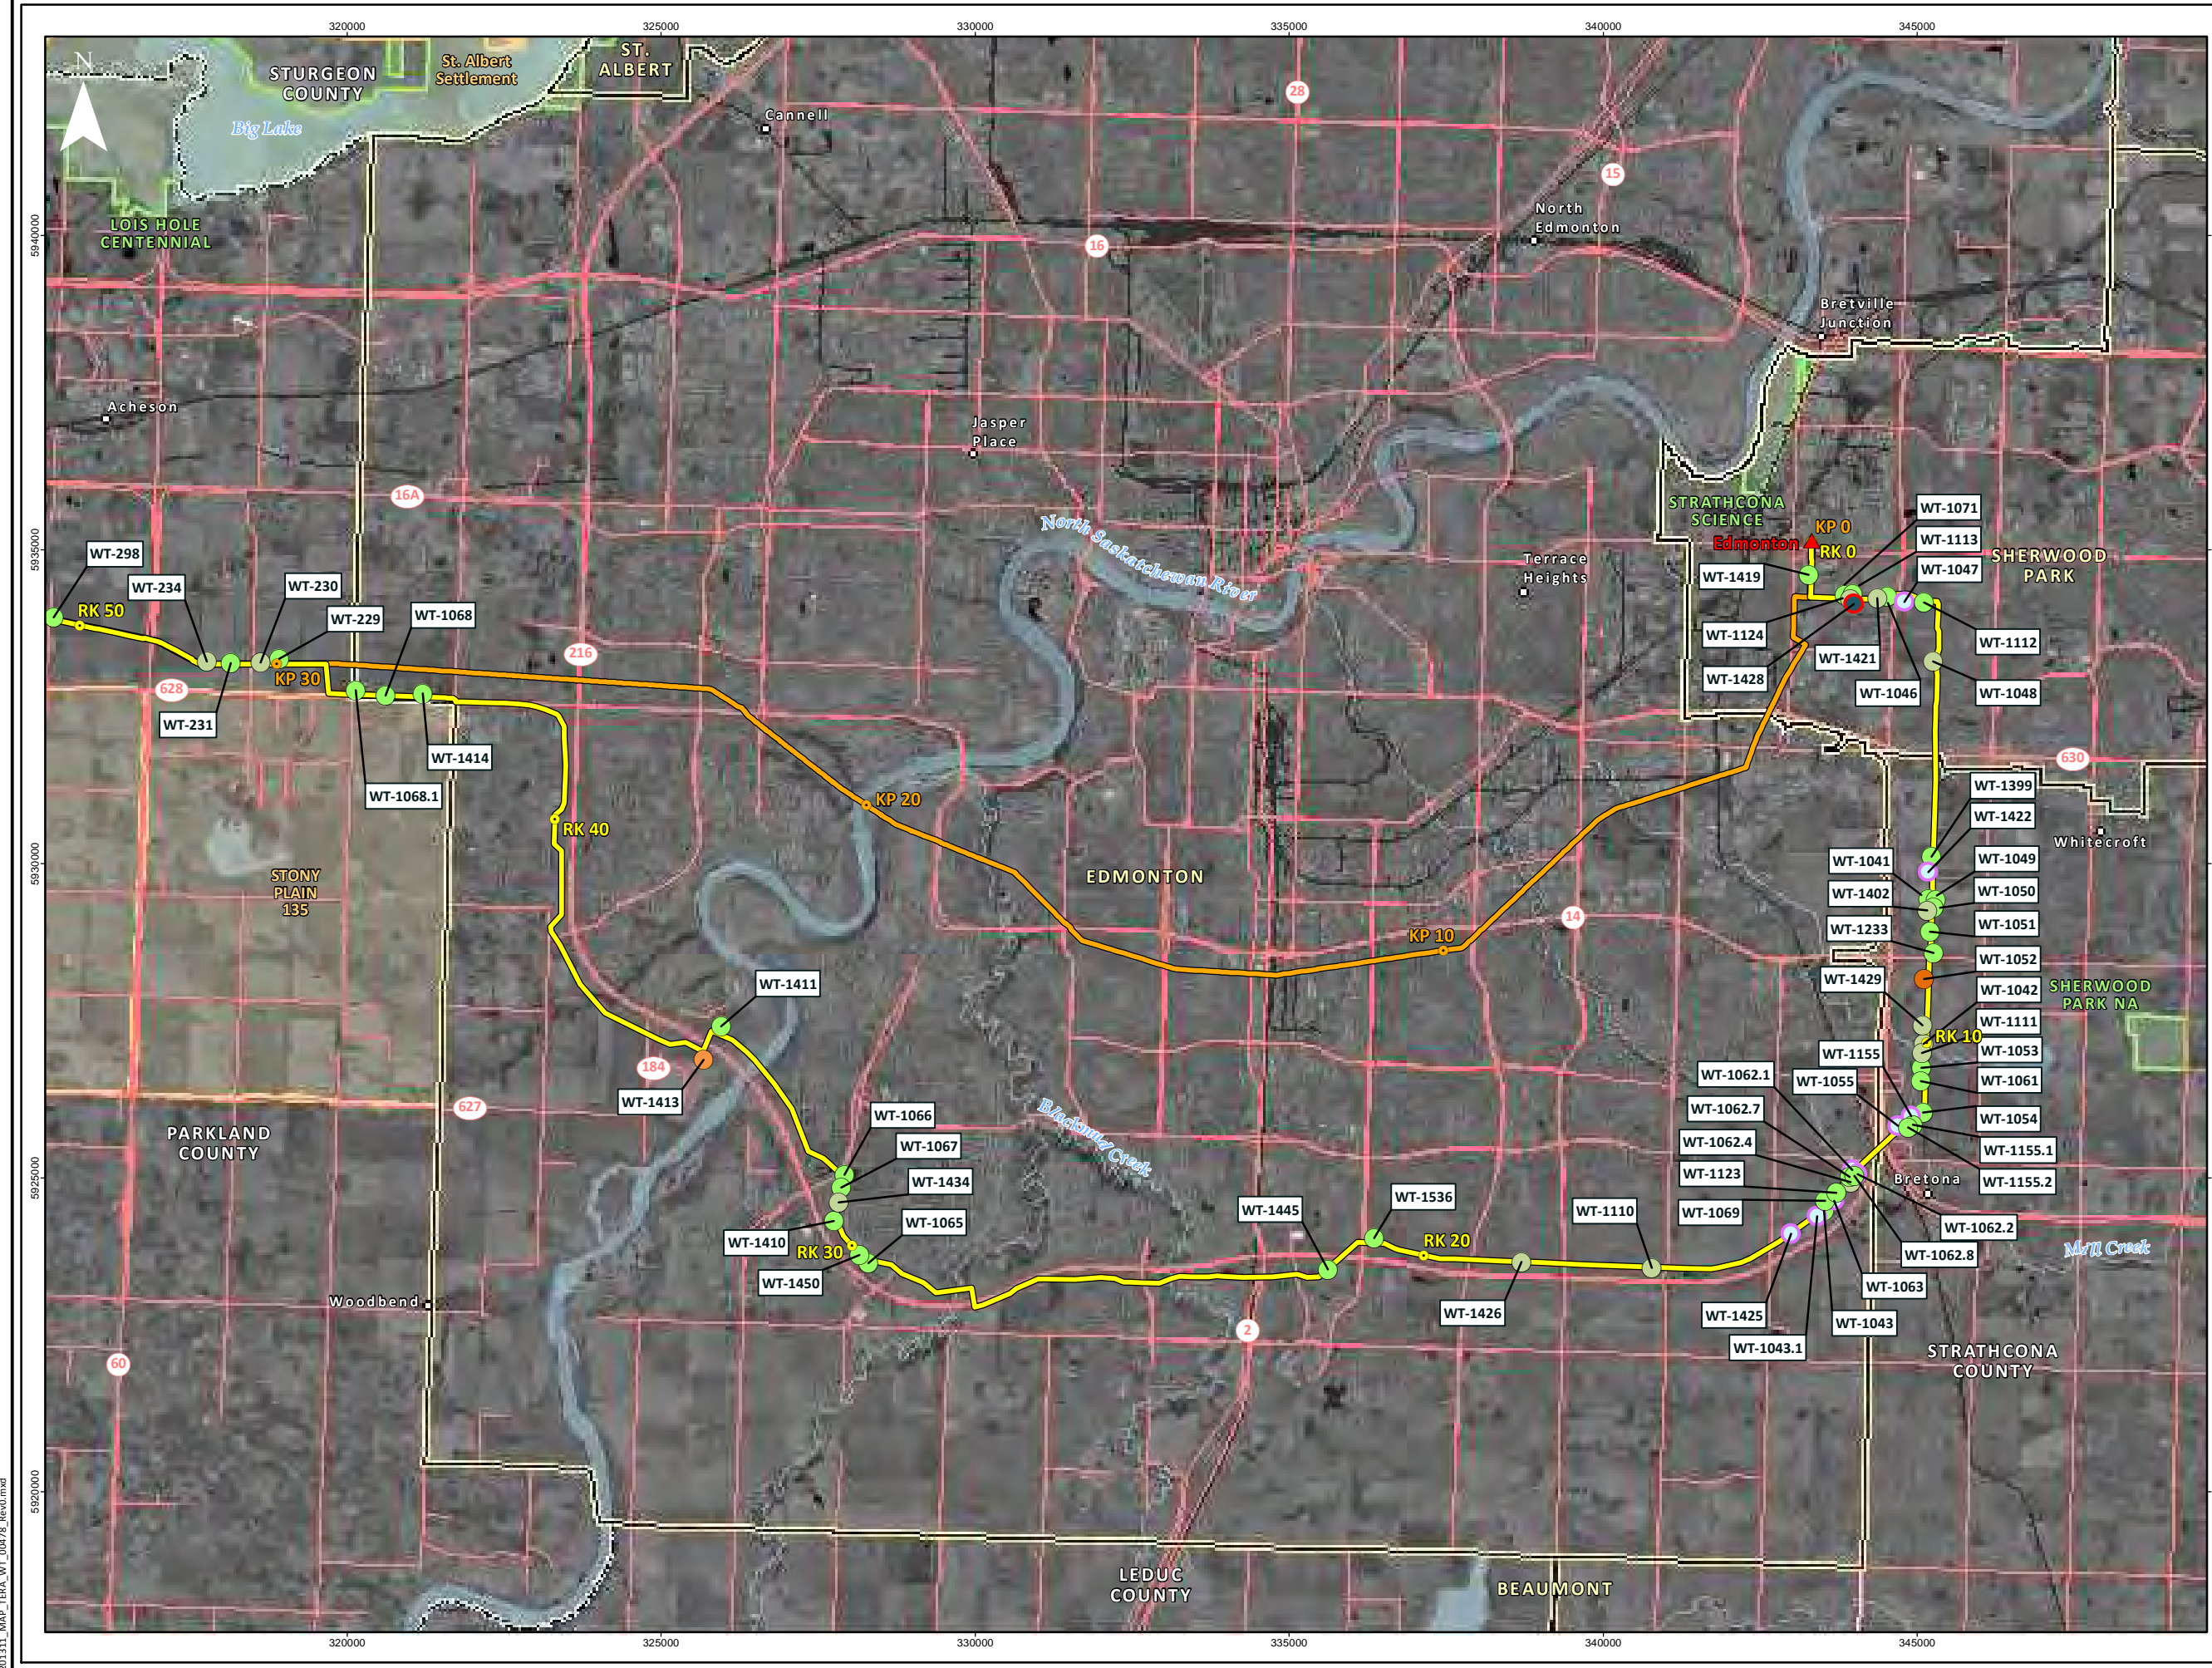 320000
325000
330000
335000
340000
345000
N
STURGEON
COUNTY
St. Albert
Settlement
ST.
ALBERT
Big Lake
Cannell
28
15
LOIS HOLE
CENTENNIAL
5940000
North
Edmonton
16
Bretville
Junction
Acheson
Jasper
Place
16A
STRATHCONA
SCIENCE
WT-1071
KP 0
North Saskatchewan River
Edmonton
RK 0
WT-1113
SHERWOOD
PARK
5935000
WT-298
Terrace
Heights
WT-1419
WT-1047
WT-234
WT-230
RK 50
WT-229
WT-1068
WT-1124
WT-1112
216
WT-1421
KP 30
WT-1428
628
WT-1046
WT-1048
WT-231
WT-1414
630
WT-1068.1
KP 20
WT-1399
WT-1422
RK 40
Whitecroft
5930000
WT-1041
WT-1049
STONY
PLAIN
135
EDMONTON
WT-1402
WT-1050
14
WT-1051
KP 10
WT-1233
WT-1052
WT-1429
WT-1411
WT-1042
SHERWOOD
PARK NA
WT-1111
RK 10
184
WT-1155
WT-1053
WT-1062.1
WT-1055
WT-1061
WT-1413
627
WT-1062.7
WT-1066
WT-1054
Blackmud Creek
PARKLAND
COUNTY
WT-1067
WT-1062.4
WT-1155.1
5925000
WT-1123
WT-1434
Bretona
WT-1155.2
WT-1445
WT-1536
WT-1110
WT-1069
WT-1065
WT-1062.2
WT-1410
RK 30
RK 20
Mill Creek
WT-1062.8
WT-1450
WT-1063
Woodbend
WT-1426
WT-1425
WT-1043
2
WT-1043.1
60
STRATHCONA
COUNTY
5920000
LEDUC
COUNTY
BEAUMONT
201311_MAP_TERA_WT_00478_Rev0.mxd
320000
325000
330000
335000
340000
345000